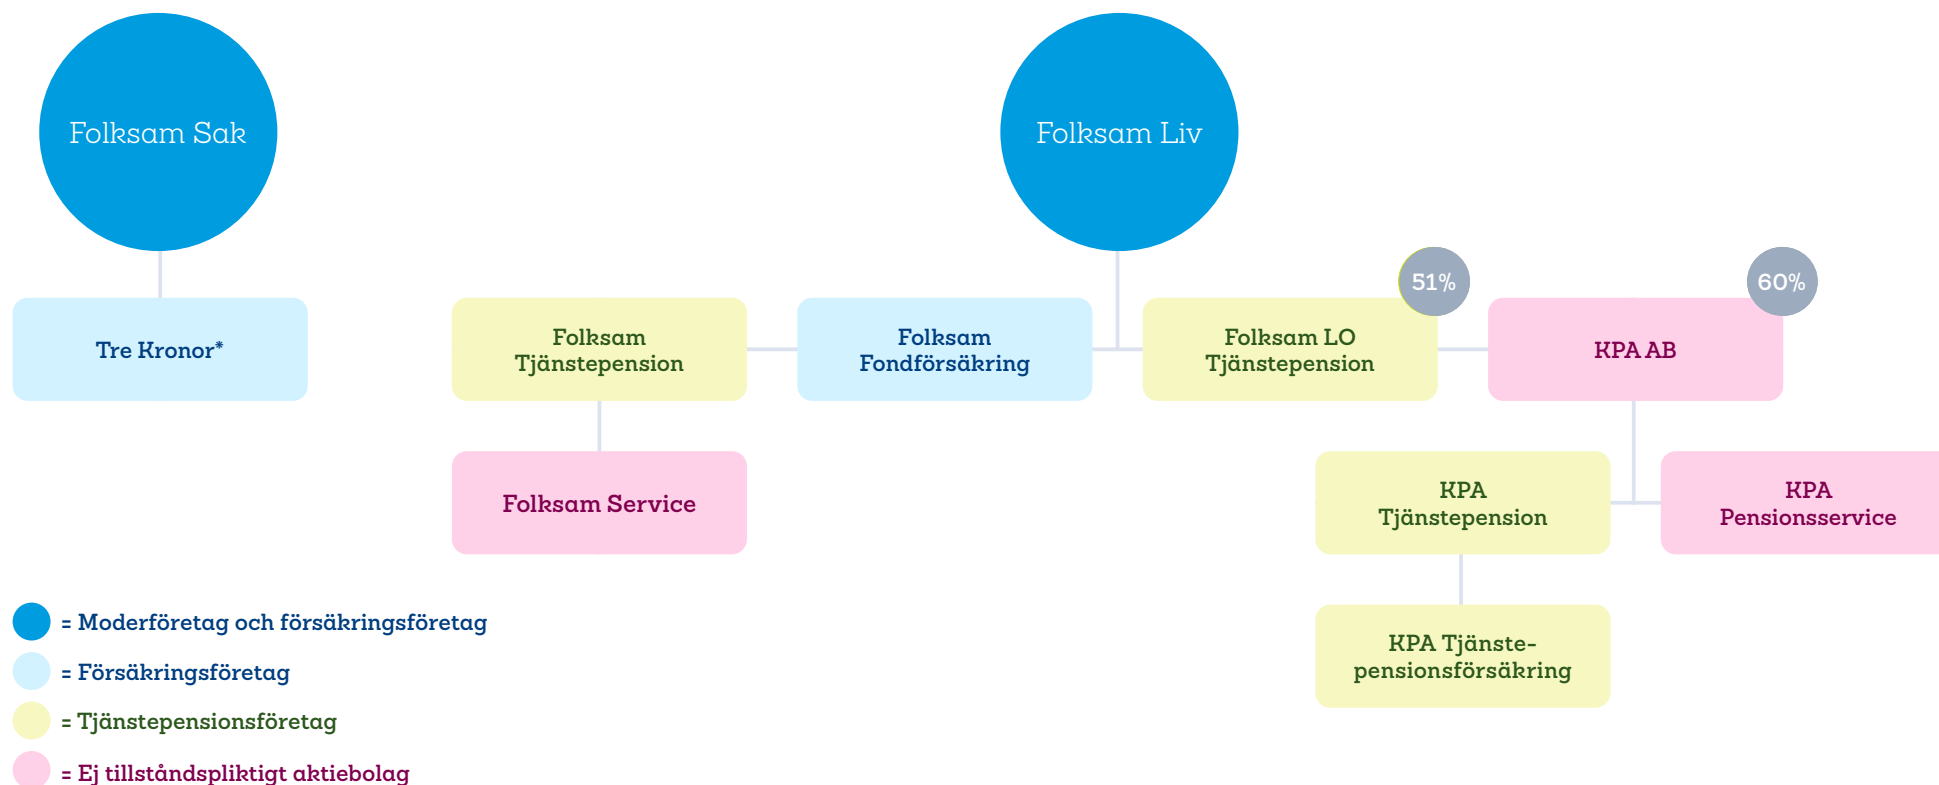 Folksam Sak
Folksam Liv
51%
60%
Tre Kronor*
Folksam
Tjänstepension
Folksam
Fondförsäkring
Folksam LO
Tjänstepension
KPA AB
Folksam Service
KPA
Tjänstepension
KPA
Pensionsservice
KPA Tjänste-
pensionsförsäkring
= Moderföretag och försäkringsföretag
= Försäkringsföretag
= Tjänstepensionsföretag
= Ej tillståndspliktigt aktiebolag